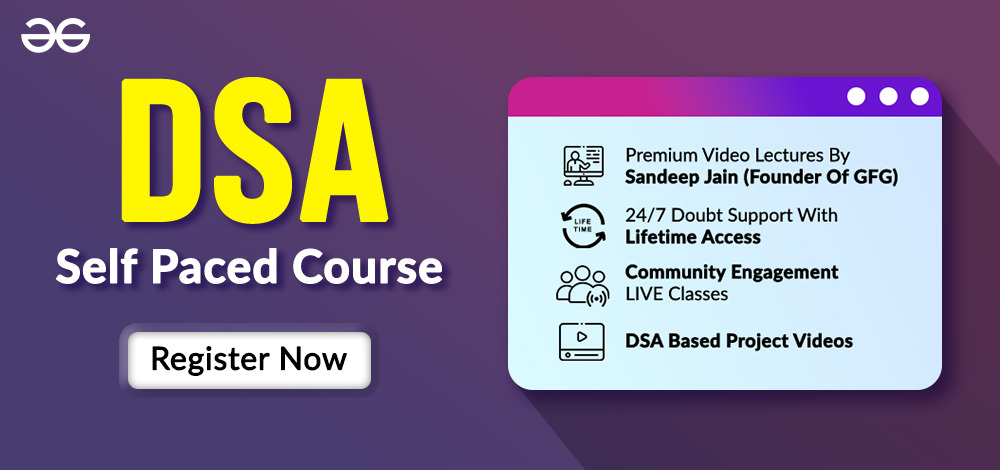 DSA
Self Paced Course
Register Now
Premium Video Lectures By
Sandeep Jain (Founder Of GFG)
LIFE
TIME
24/7 Doubt Support With
Lifetime Access
Community Engagement
LIVE Classes
DSA Based Project Videos